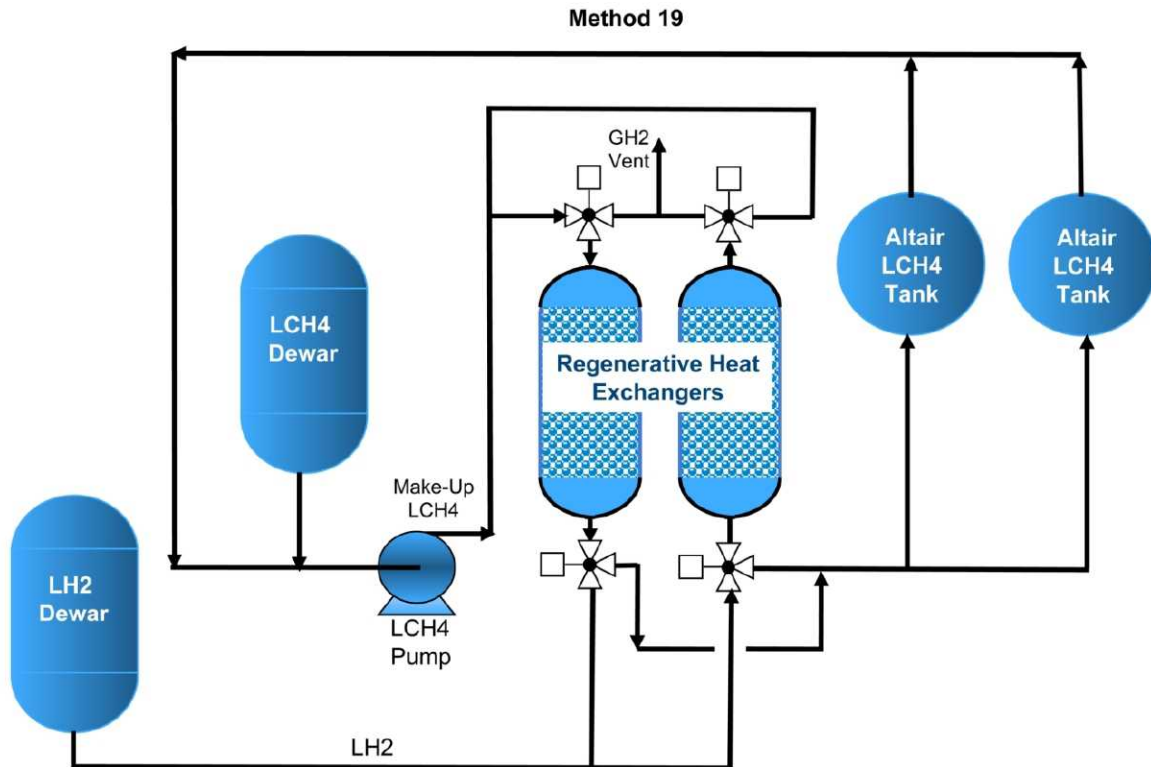 Method 19
GH2
Vent
Altair
LCH4
Tank
Altair
LCH4
Tank
LCH4
Dewar
Regenerative Heat
Exchangers
Make-Up
LCH4
LH2
Dewar
LCH4
Pump
LH2